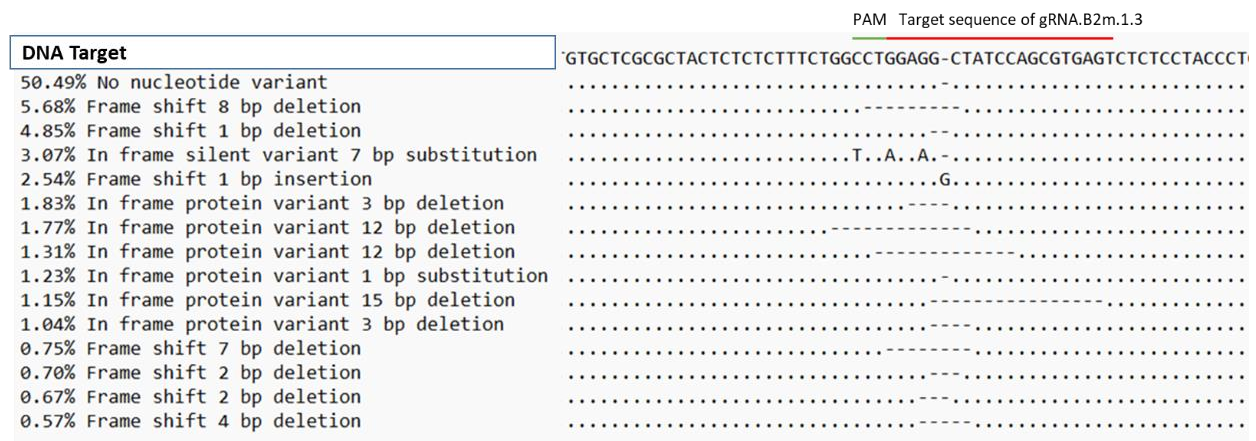 PAM Target sequence of gRNA.B2m.1.3
DNA Target GTGCTCGCGCTACTCTCTCTTTCTGGCCTGGAGG-CTATCCAGCGTGAGTCTCTCCTACCCT
50.49% No nucleotide variant ..................................-...........................
5.68% Frame shift 8 bp deletion ...........................---------..........................
4.85% Frame shift 1 bp deletion .................................--...........................
3.07% In frame silent variant 7 bp substitution ..........................T..A..A.-...........................
2.54% Frame shift 1 bp insertion ..................................G...........................
1.83% In frame protein variant 3 bp deletion ...............................----...........................
1.77% In frame protein variant 12 bp deletion ........................-------------.........................
1.31% In frame protein variant 12 bp deletion ............................-------------.....................
1.23% In frame protein variant 1 bp substitution ..................................-...........................
1.15% In frame protein variant 15 bp deletion .................................----------------.............
1.04% In frame protein variant 3 bp deletion .................................----.........................
0.75% Frame shift 7 bp deletion .............................--------.........................
0.70% Frame shift 2 bp deletion .................................---..........................
0.67% Frame shift 2 bp deletion ................................---...........................
0.57% Frame shift 4 bp deletion ................................-----.........................